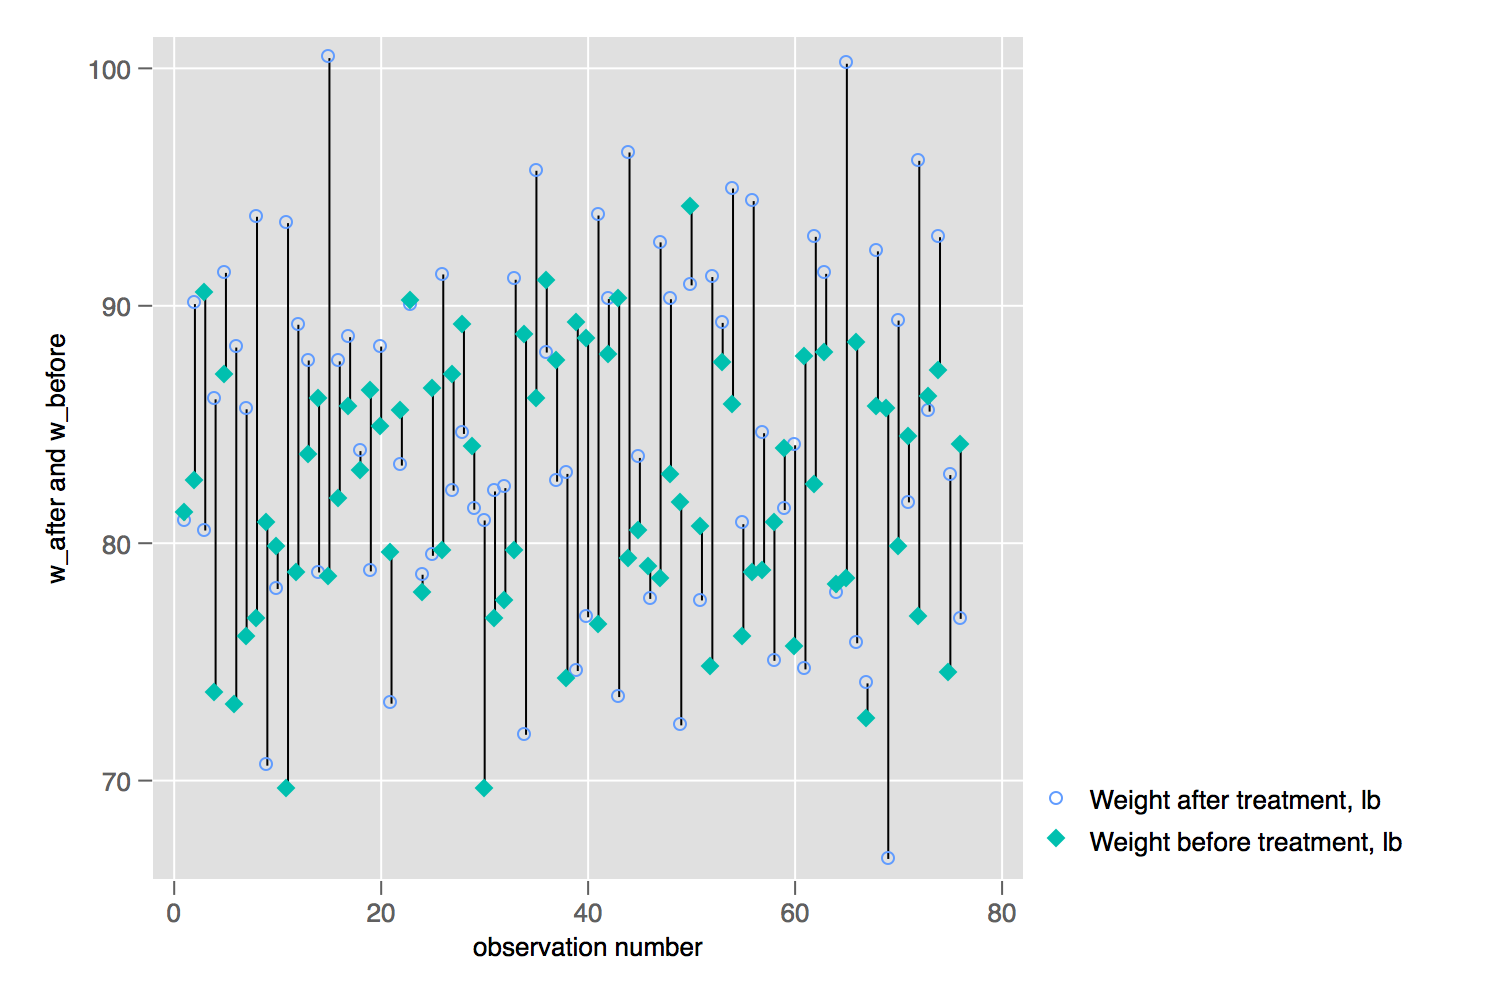 100
90
80
70
w_after and w_before
0 20 40 60 80
observation number
Weight after treatment, lb
Weight before treatment, lb